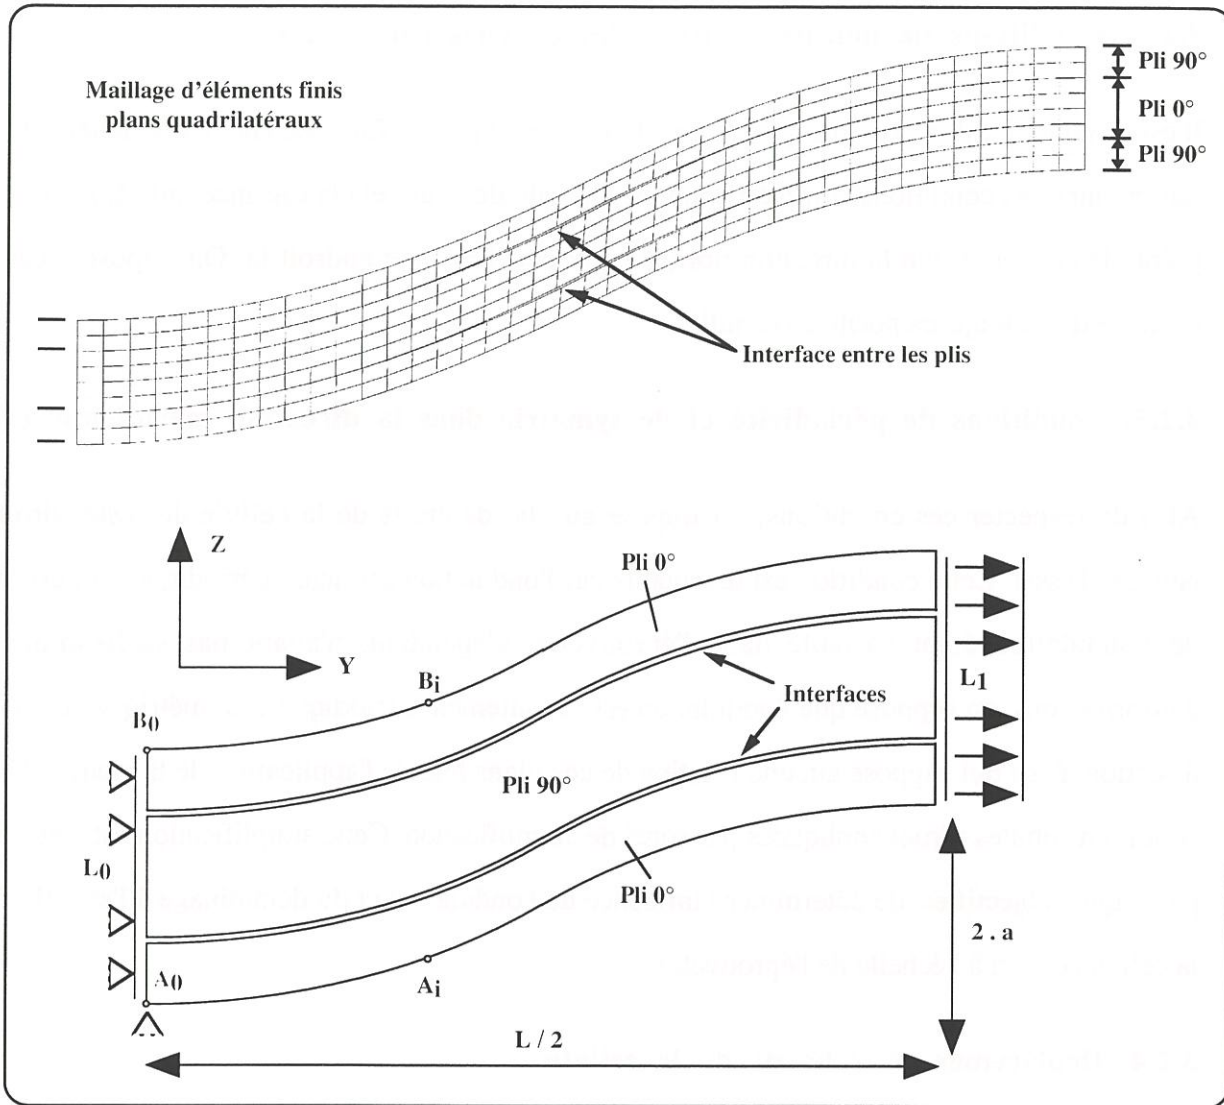 Maillage d'éléments finis
plans quadrilatéraux
Pli 90°
Pli 0°
Pli 90°
Interface entre les plis
Z
Y
Pli 0°
Bi
B0
Interfaces
L1
Pli 90°
L0
Pli 0°
A0
Ai
2 . a
L / 2